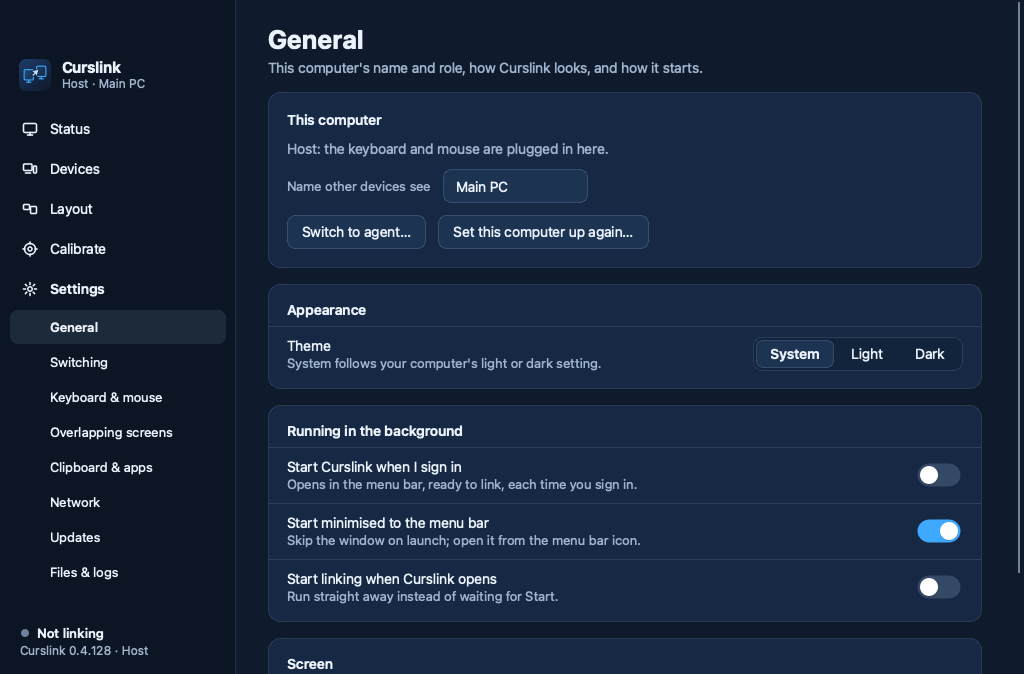 Curslink
Host · Main PC
Status
Devices
Layout
Calibrate
Settings
General
Switching
Keyboard & mouse
Overlapping screens
Clipboard & apps
Network
Updates
Files & logs
Not linking
Curslink 0.4.128 · Host
General
This computer's name and role, how Curslink looks, and how it starts.
This computer
Host: the keyboard and mouse are plugged in here.
Name other devices see Main PC
Switch to agent... Set this computer up again...
Appearance
Theme
System follows your computer's light or dark setting.
System Light Dark
Running in the background
Start Curslink when I sign in
Opens in the menu bar, ready to link, each time you sign in.
Start minimised to the menu bar
Skip the window on launch; open it from the menu bar icon.
Start linking when Curslink opens
Run straight away instead of waiting for Start.
Screen